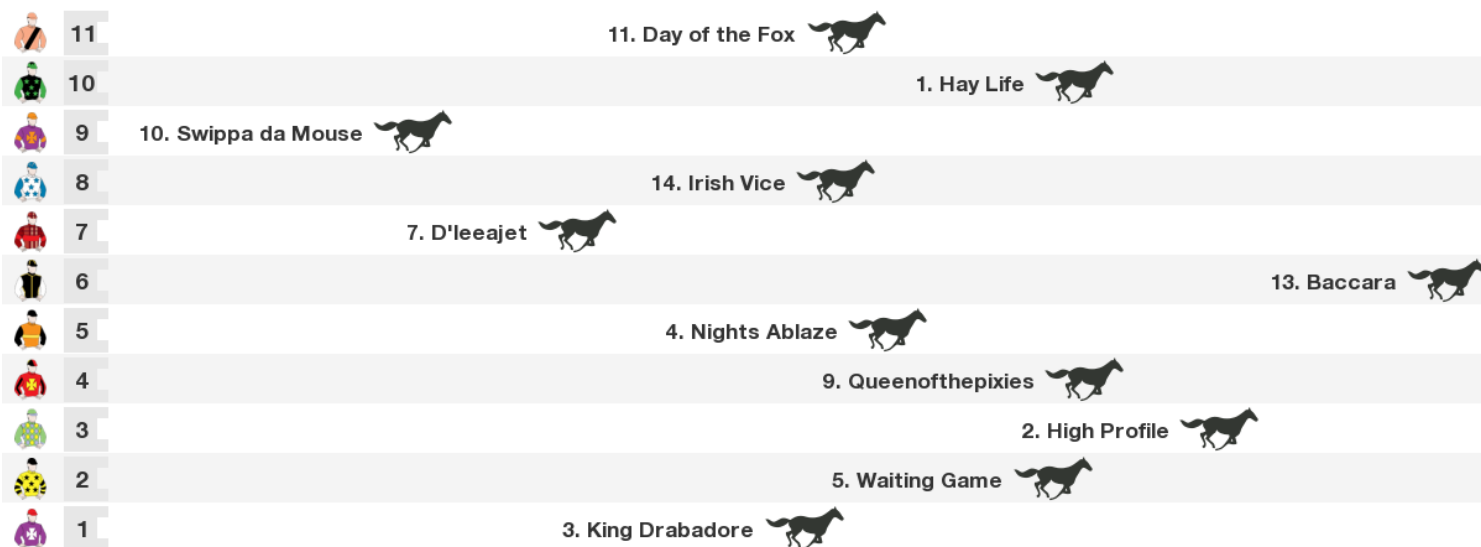 11 11. Day of the Fox
10 1. Hay Life
9 10. Swippa da Mouse
8 14. Irish Vice
7 7. D'leeajet
6 13. Baccara
5 4. Nights Ablaze
4 9. Queenofthepixies
3 2. High Profile
2 5. Waiting Game
1 3. King Drabadore